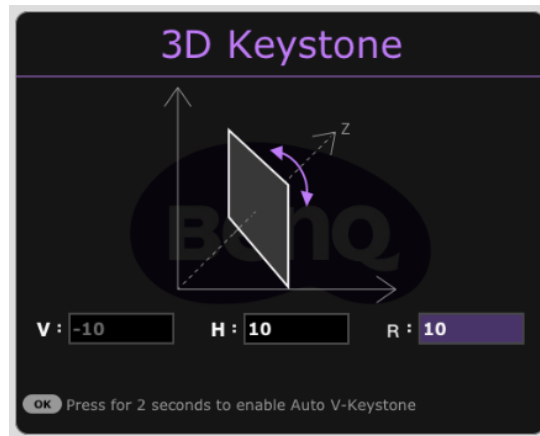 3D Keystone
Z
BenQ
V : -10 H : 10 R : 10
OK Press for 2 seconds to enable Auto V-Keystone